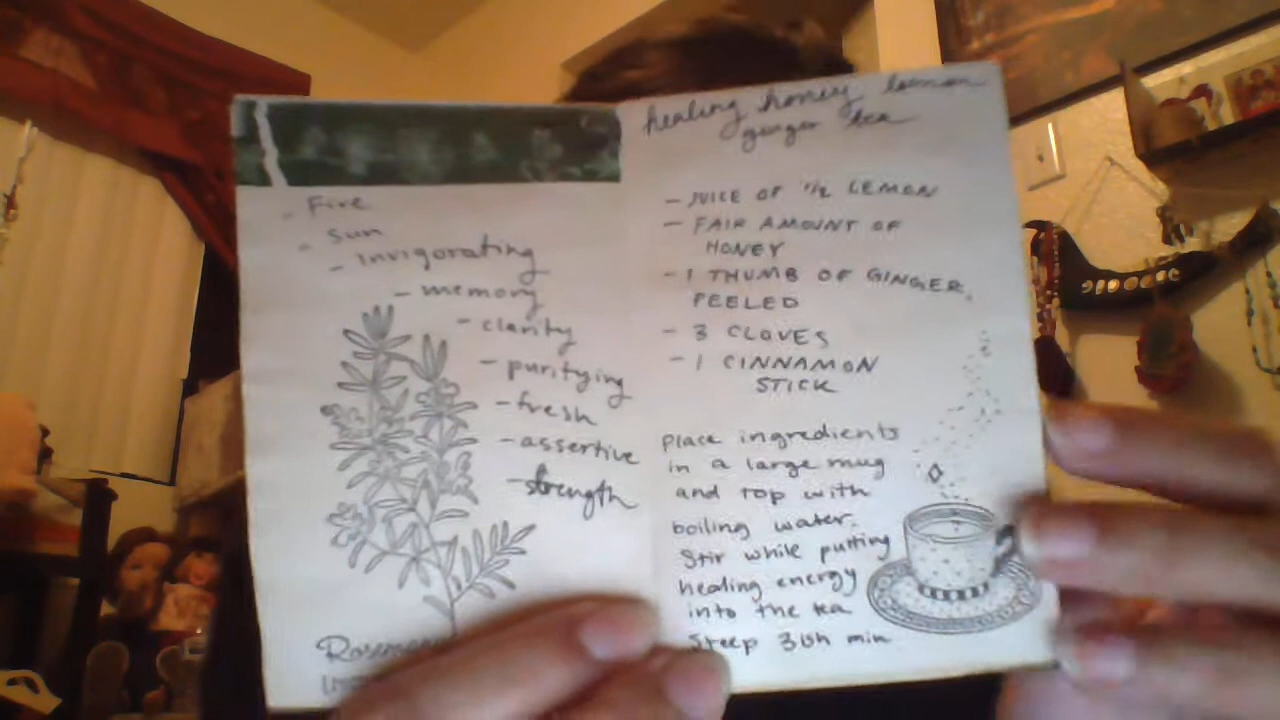 - Fire
- Sun
- invigorating
- memory
- clarity
- purifying
- fresh
- assertive
- strength
healing honey lemon
ginger tea
- JUICE OF 1/2 LEMON
- FAIR AMOUNT OF
HONEY
- 1 THUMB OF GINGER,
PEELED
- 3 CLOVES
- 1 CINNAMON
STICK
Place ingredients
in a large mug
and top with
boiling water.
Stir while putting
healing energy
into the tea
Steep min